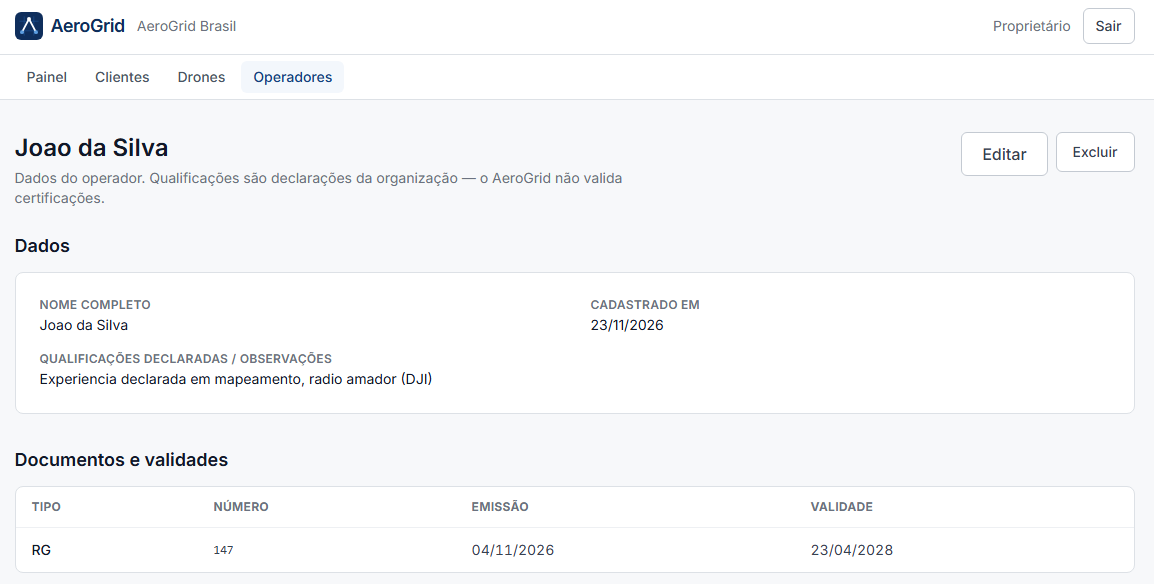 AeroGrid AeroGrid Brasil Proprietário Sair
Painel Clientes Drones Operadores
Joao da Silva Editar Excluir
Dados do operador. Qualificações são declarações da organização — o AeroGrid não valida
certificações.
Dados
NOME COMPLETO CADASTRADO EM
Joao da Silva 23/11/2026
QUALIFICAÇÕES DECLARADAS / OBSERVAÇÕES
Experiencia declarada em mapeamento, radio amador (DJI)
Documentos e validades
TIPO NÚMERO EMISSÃO VALIDADE
RG 147 04/11/2026 23/04/2028